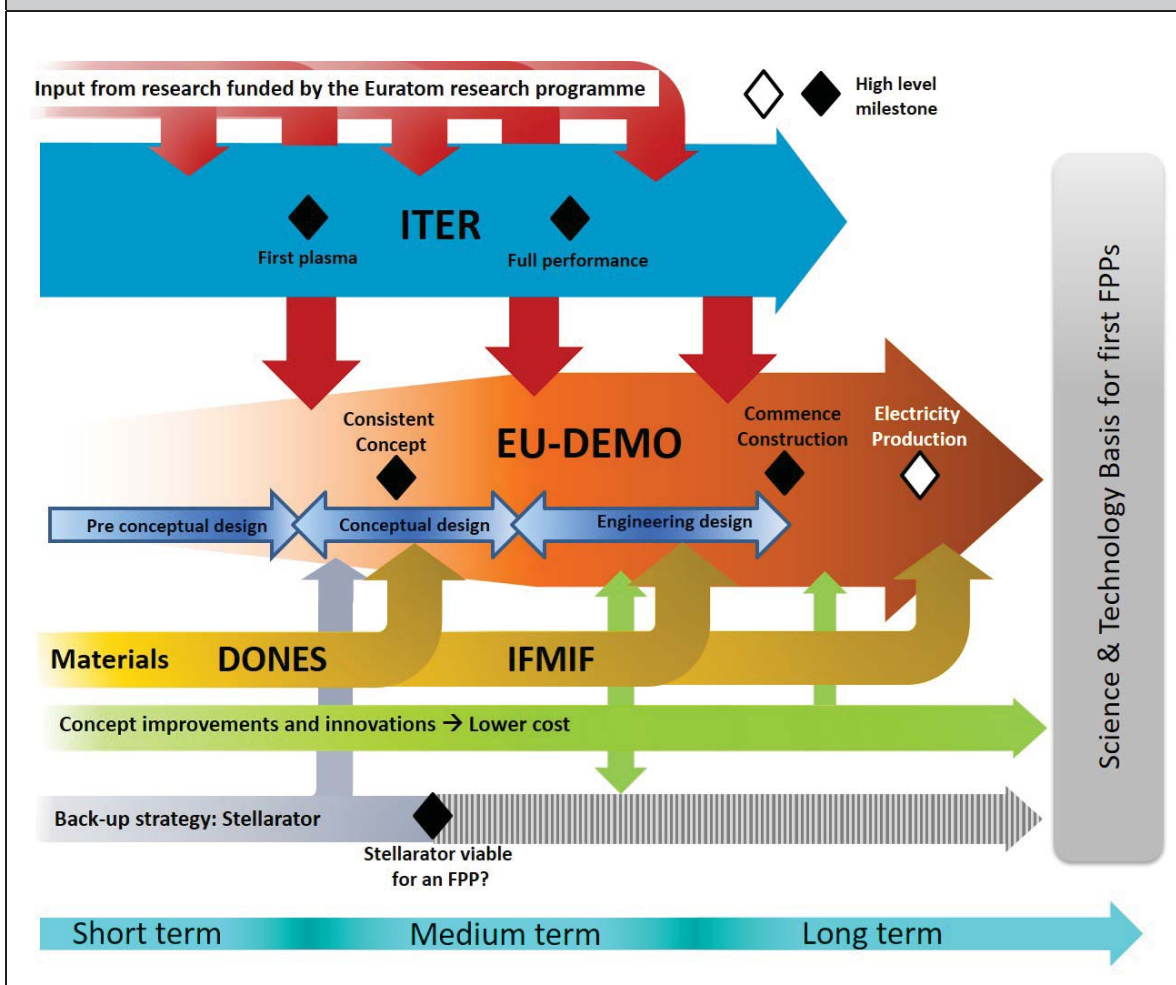 Input from research funded by the Euratom research programme
High level
milestone
ITER
First plasma
Full performance
Consistent
Concept
EU-DEMO
Commence
Construction
Electricity
Production
Pre conceptual design
Conceptual design
Engineering design
Materials
DONES
IFMIF
Concept improvements and innovations → Lower cost
Back-up strategy: Stellarator
Stellarator viable
for an FPP?
Short term
Medium term
Long term
Science & Technology Basis for first FPPs